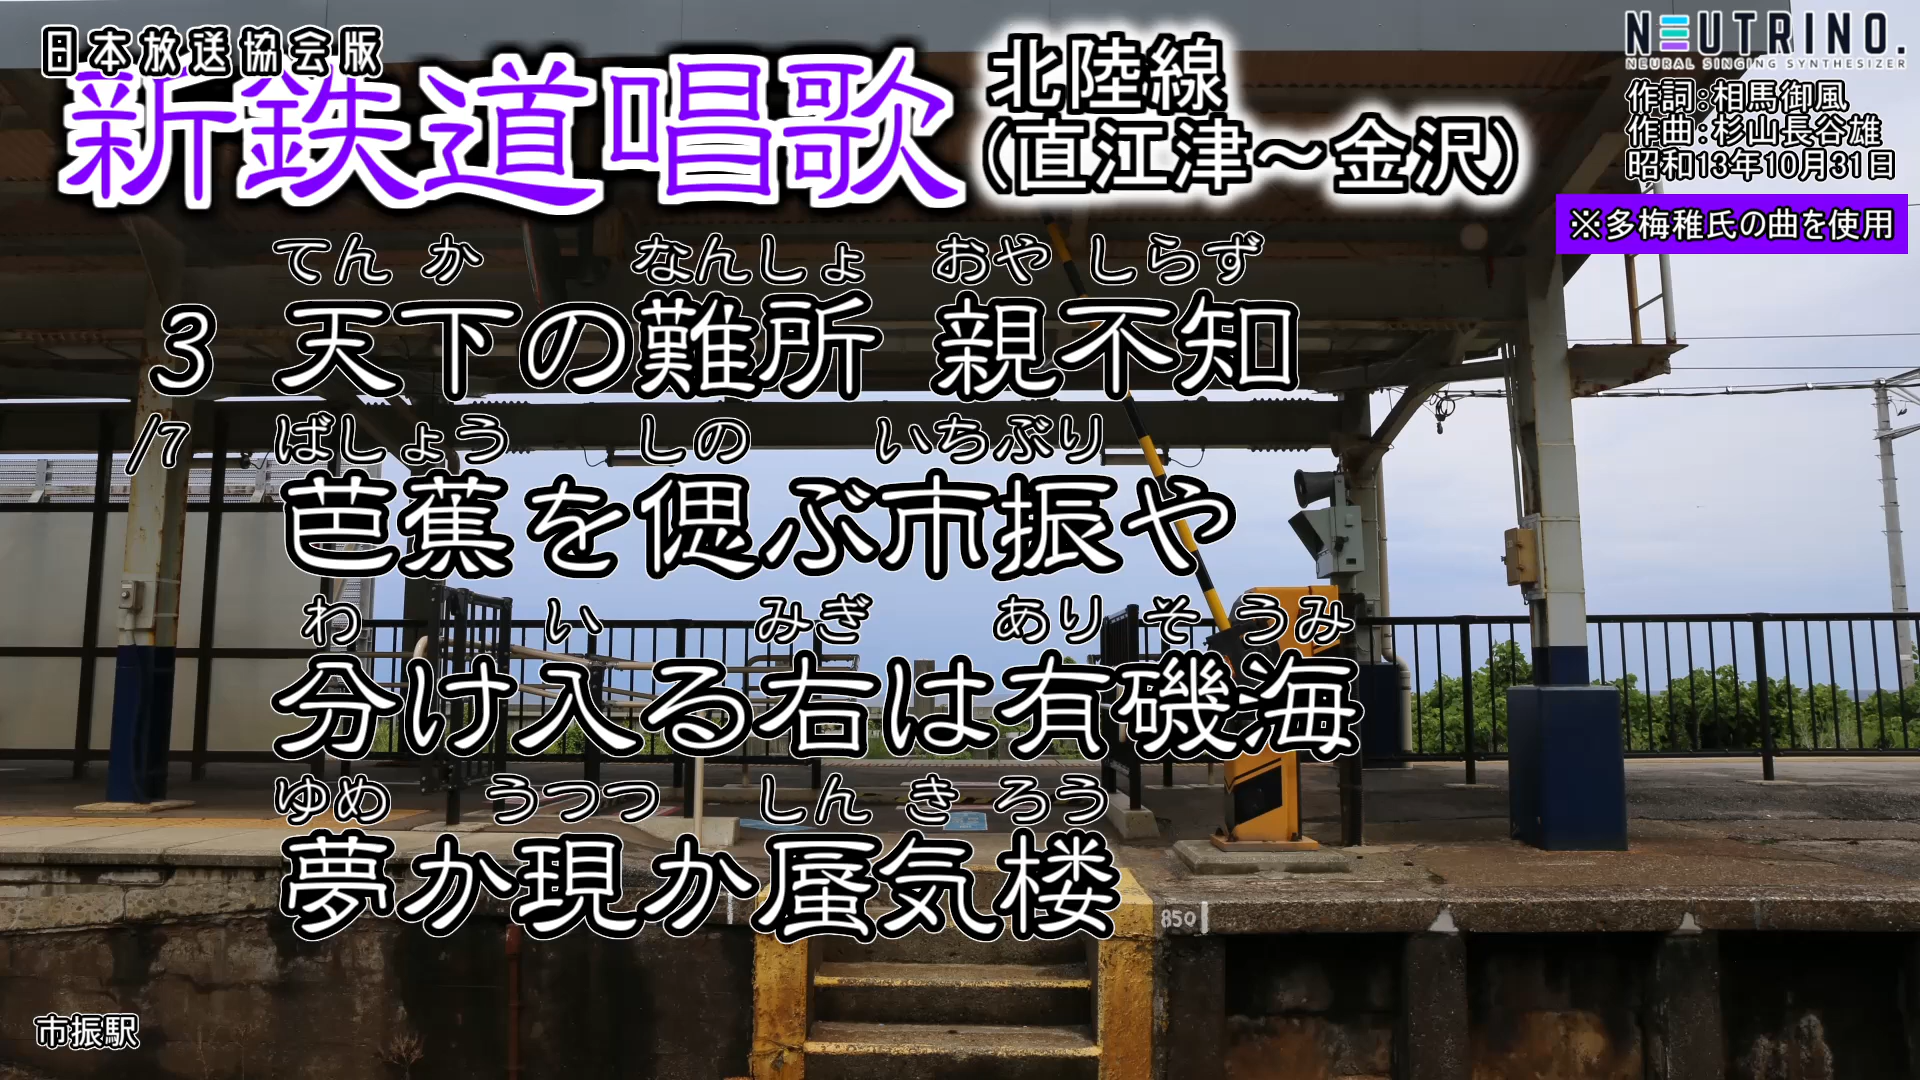 日本放送協会版
新鉄道唱歌
北陸線
(直江津～金沢)
NEUTRINO.
NEURAL SINGING SYNTHESIZER
作詞:相馬御風
作曲:杉山長谷雄
昭和13年10月31日
※多梅稚氏の曲を使用
てん か なんしょ おや しらず
3 天下の難所 親不知
/7 ばしょう しの いちぶり
芭蕉を偲ぶ市振や
わ い みぎ あり そ うみ
分け入る右は有磯海
ゆめ うつつ しん き ろう
夢か現か蜃気楼
850
市振駅